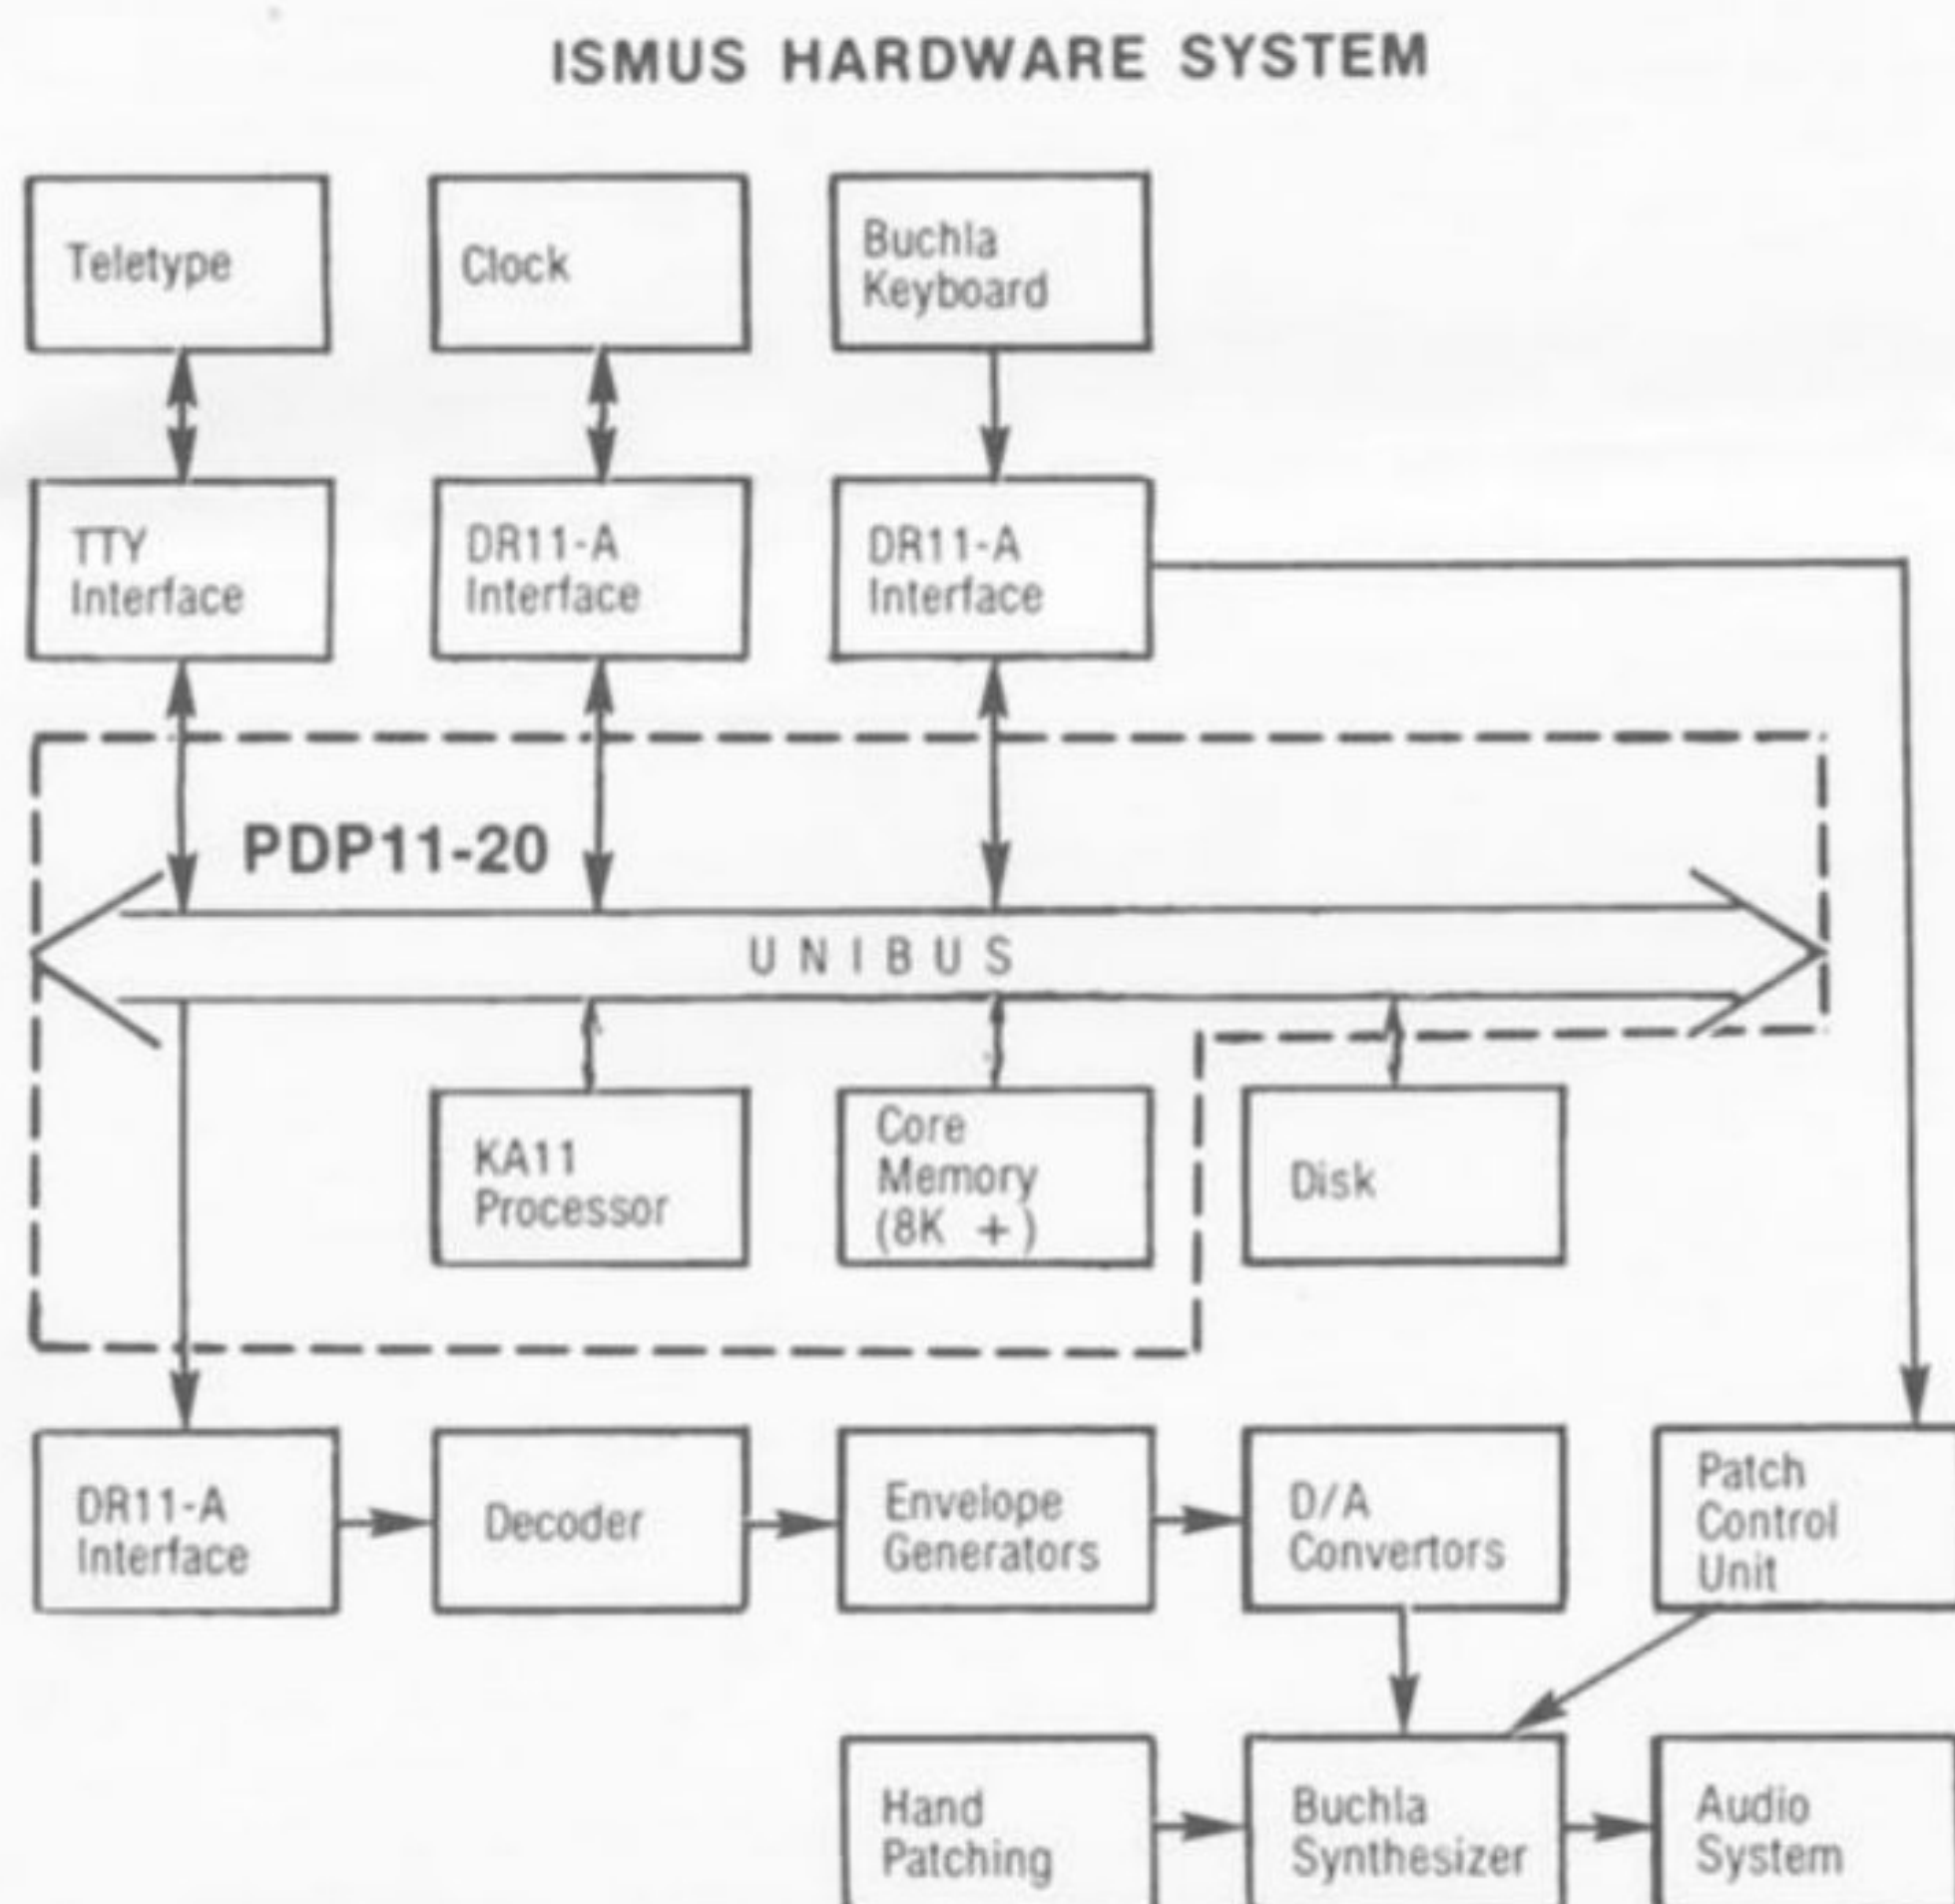 ISMUS HARDWARE SYSTEM
Teletype
Clock
Buchla
Keyboard
TTY
Interface
DR11-A
Interface
DR11-A
Interface
PDP11-20
UNIBUS
KA11
Processor
Core
Memory
(8K +)
Disk
DR11-A
Interface
Decoder
Envelope
Generators
D/A
Convertors
Patch
Control
Unit
Hand
Patching
Buchla
Synthesizer
Audio
System